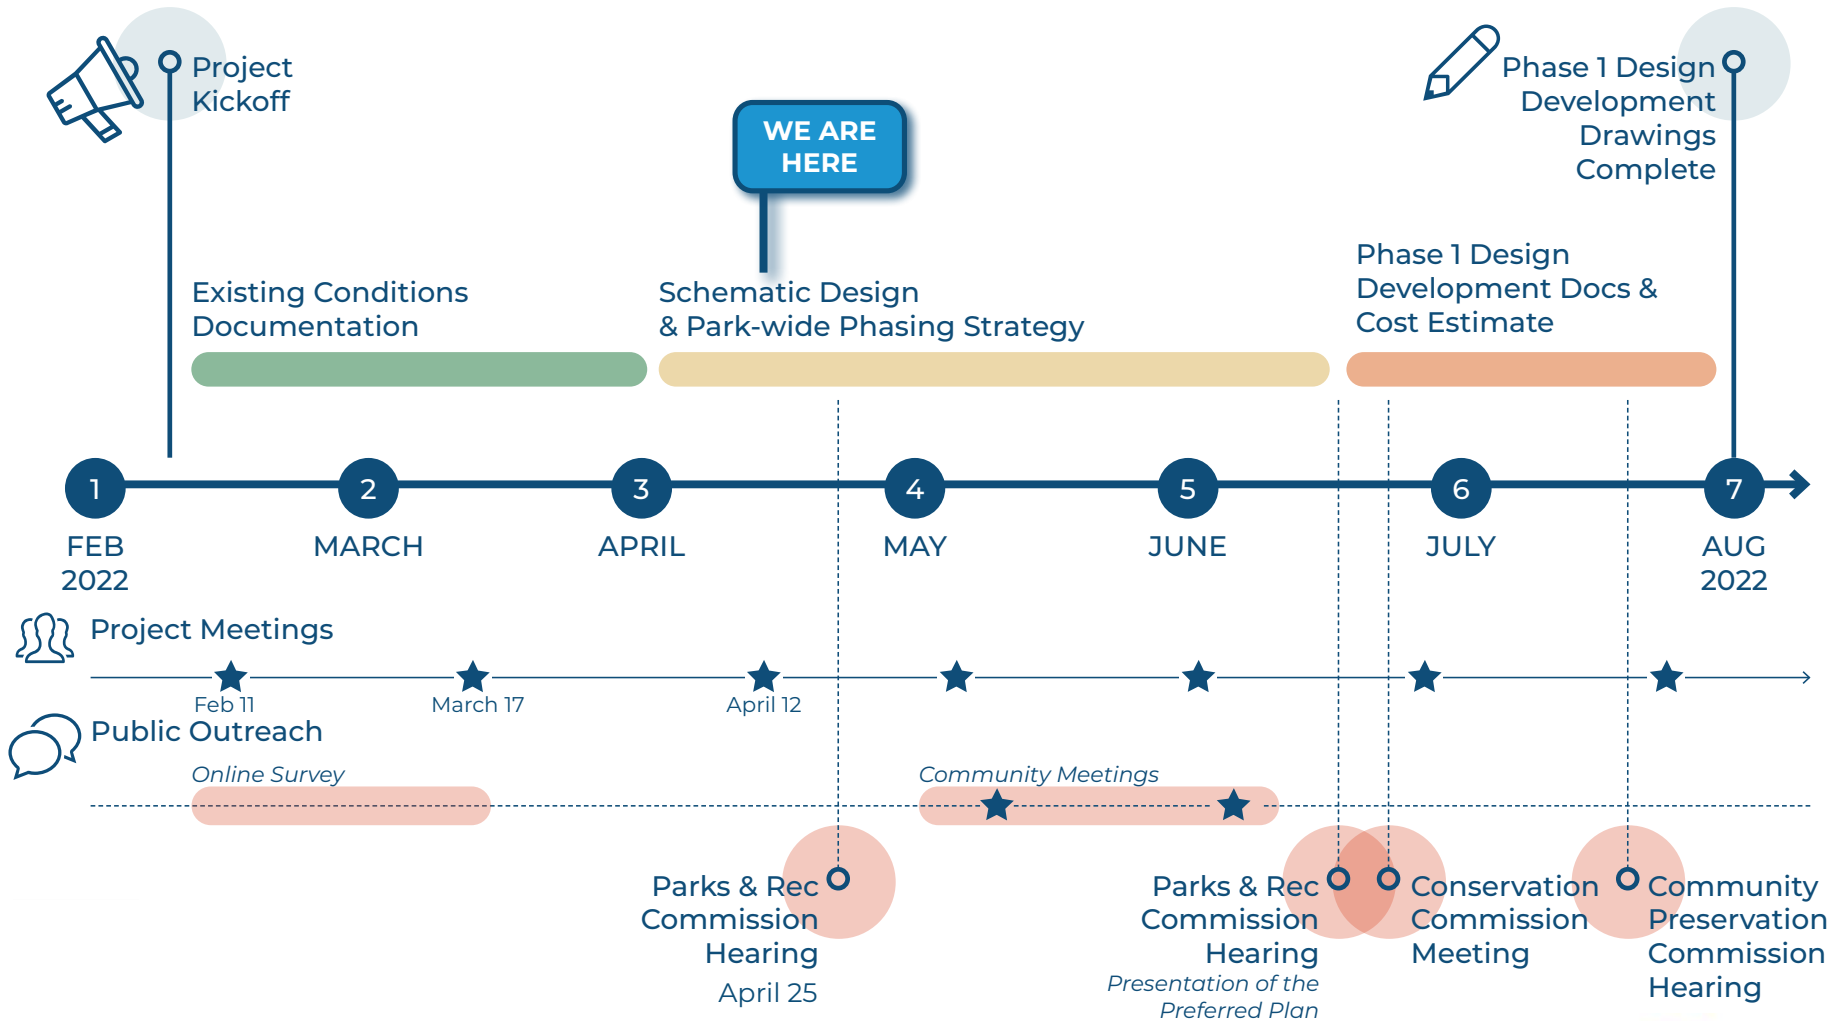 Project
Kickoff
WE ARE
HERE
Phase 1 Design
Development
Drawings
Complete
Existing Conditions
Documentation
Schematic Design
& Park-wide Phasing Strategy
Phase 1 Design
Development Docs &
Cost Estimate
1
2
3
4
5
6
7
FEB
2022
MARCH
APRIL
MAY
JUNE
JULY
AUG
2022
Project Meetings
Feb 11
March 17
April 12
Public Outreach
Online Survey
Community Meetings
Parks & Rec
Commission
Hearing
April 25
Parks & Rec
Commission
Hearing
Presentation of the
Preferred Plan
Conservation
Commission
Meeting
Community
Preservation
Commission
Hearing